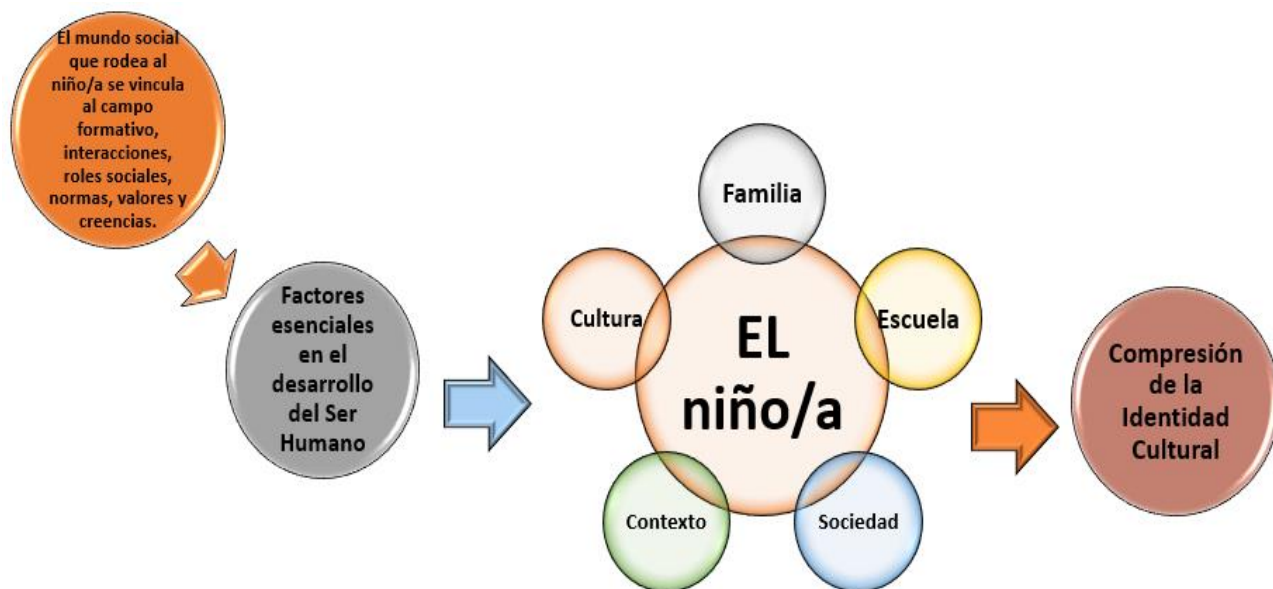 El mundo social
que rodea al
niño/a se vincula
al campo
formativo,
interacciones,
roles sociales,
normas, valores y
creencias.
Factores
esenciales
en el
desarrollo
del Ser
Humano
Familia
Cultura
Escuela
EL
niño/a
Contexto
Sociedad
Compresión
de la
Identidad
Cultural